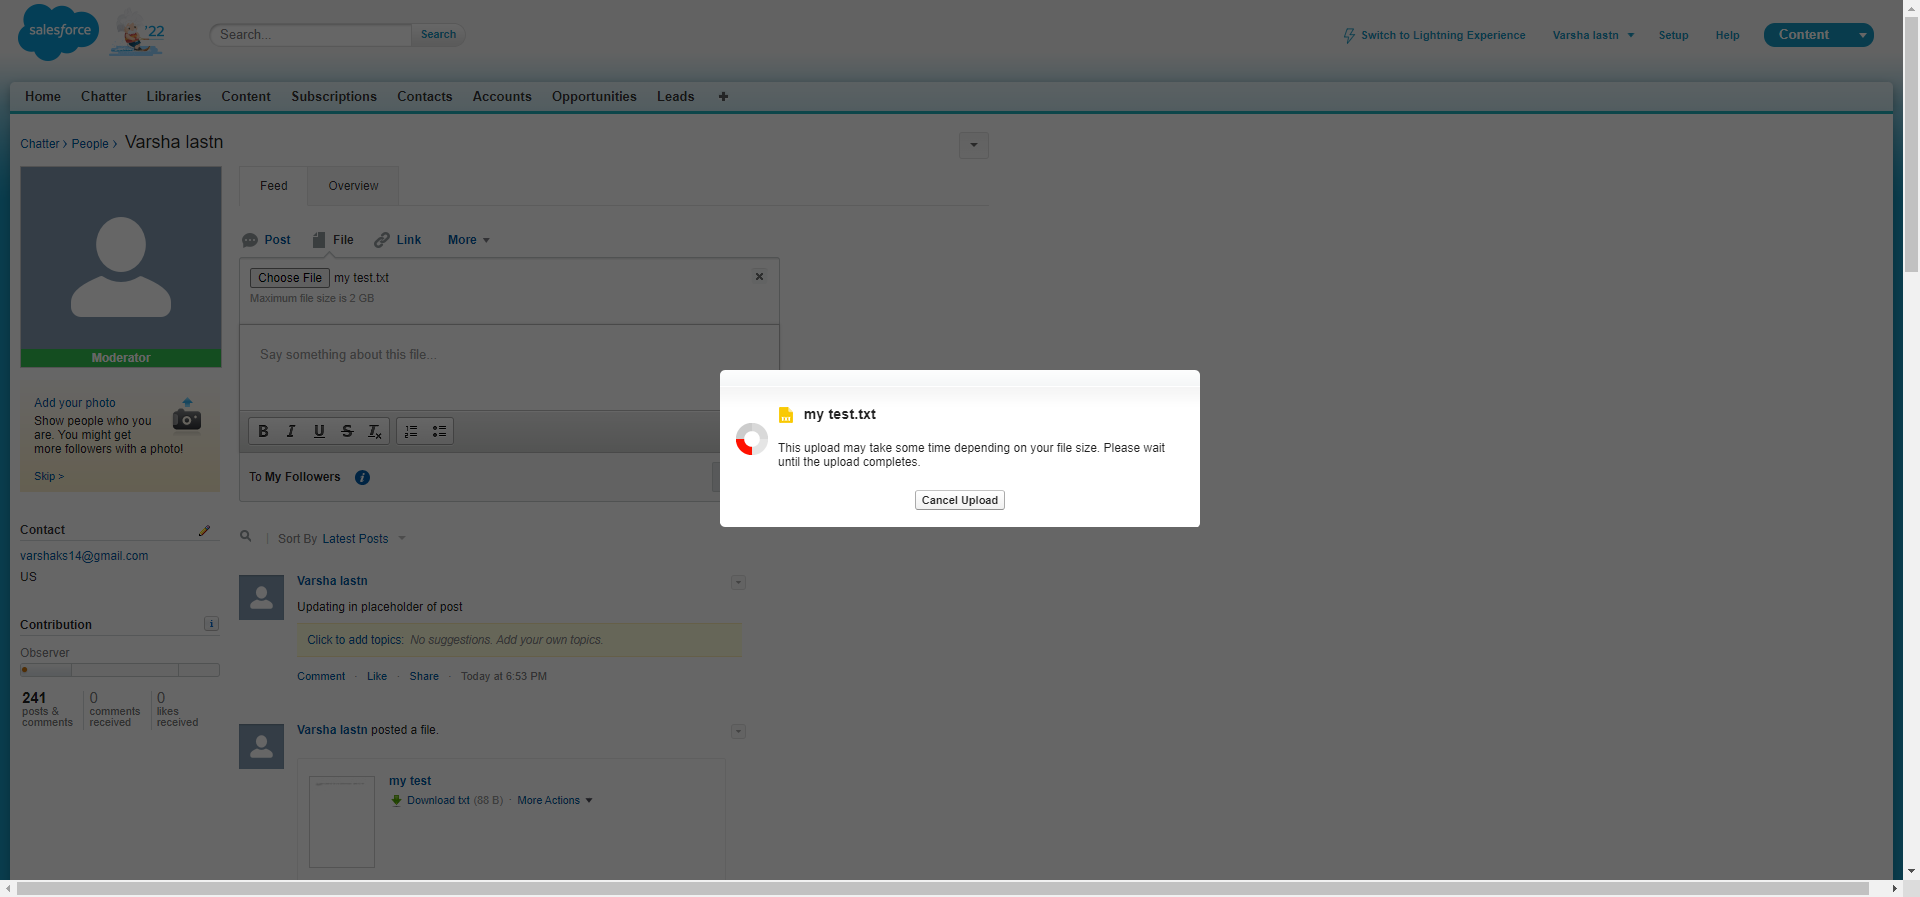 salesforce
'22
Search...
Search
Switch to Lightning Experience
Varsha lastn
Setup
Help
Content
Home
Chatter
Libraries
Content
Subscriptions
Contacts
Accounts
Opportunities
Leads
+
Chatter › People › Varsha lastn
Feed
Overview
Post
File
Link
More
Choose File my test.txt
Maximum file size is 2 GB
Say something about this file...
Moderator
Add your photo
Show people who you
are. You might get
more followers with a photo!
Skip >
B I U S Tx
To My Followers
my test.txt
This upload may take some time depending on your file size. Please wait
until the upload completes.
Cancel Upload
Contact
varshaks14@gmail.com
US
Contribution
Observer
241
posts &
comments
0
comments
received
0
likes
received
Sort By Latest Posts
Varsha lastn
Updating in placeholder of post
Click to add topics: No suggestions. Add your own topics.
Comment · Like · Share · Today at 6:53 PM
Varsha lastn posted a file.
my test
Download txt (88 B) · More Actions